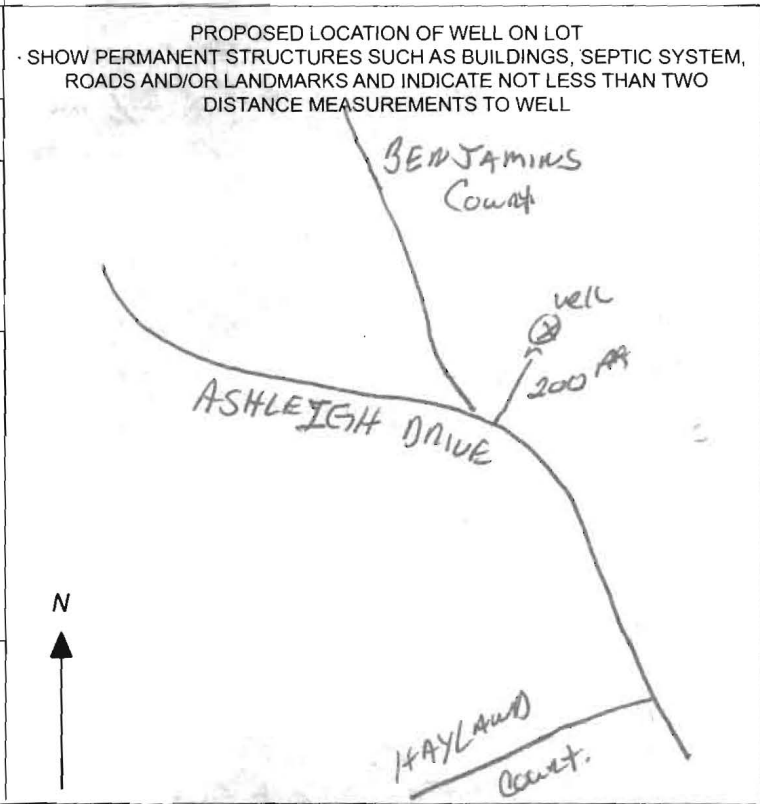 PROPOSED LOCATION OF WELL ON LOT
SHOW PERMANENT STRUCTURES SUCH AS BUILDINGS, SEPTIC SYSTEM,
ROADS AND/OR LANDMARKS AND INDICATE NOT LESS THAN TWO
DISTANCE MEASUREMENTS TO WELL
BENJAMINS
Court
well
200
ASHLEIGH DRIVE
N
HAYLAND
Court.